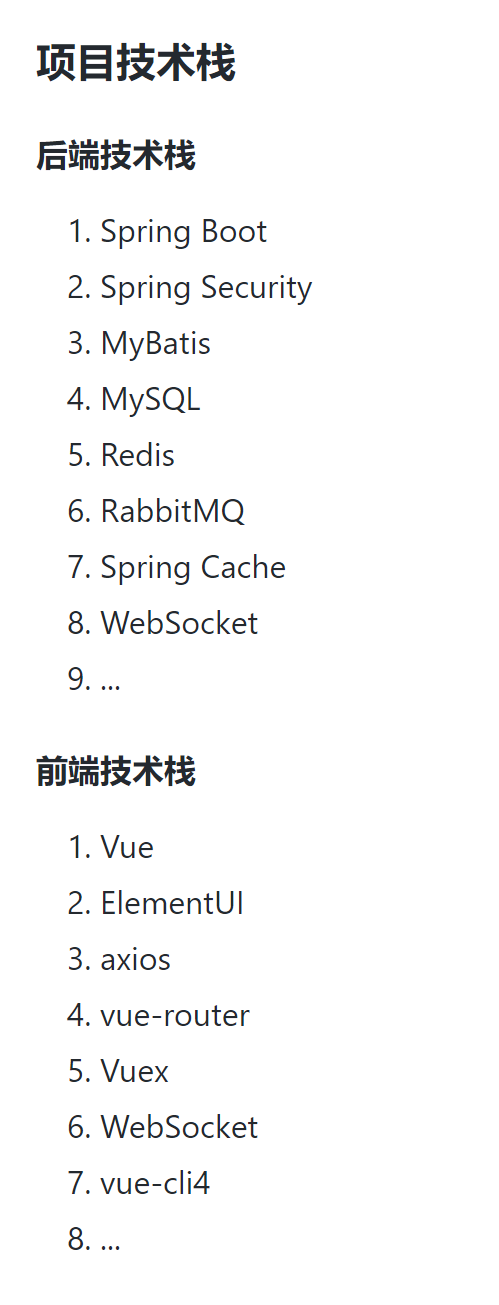 项目技术栈
后端技术栈
1. Spring Boot
2. Spring Security
3. MyBatis
4. MySQL
5. Redis
6. RabbitMQ
7. Spring Cache
8. WebSocket
9. ...
前端技术栈
1. Vue
2. ElementUI
3. axios
4. vue-router
5. Vuex
6. WebSocket
7. vue-cli4
8. ...